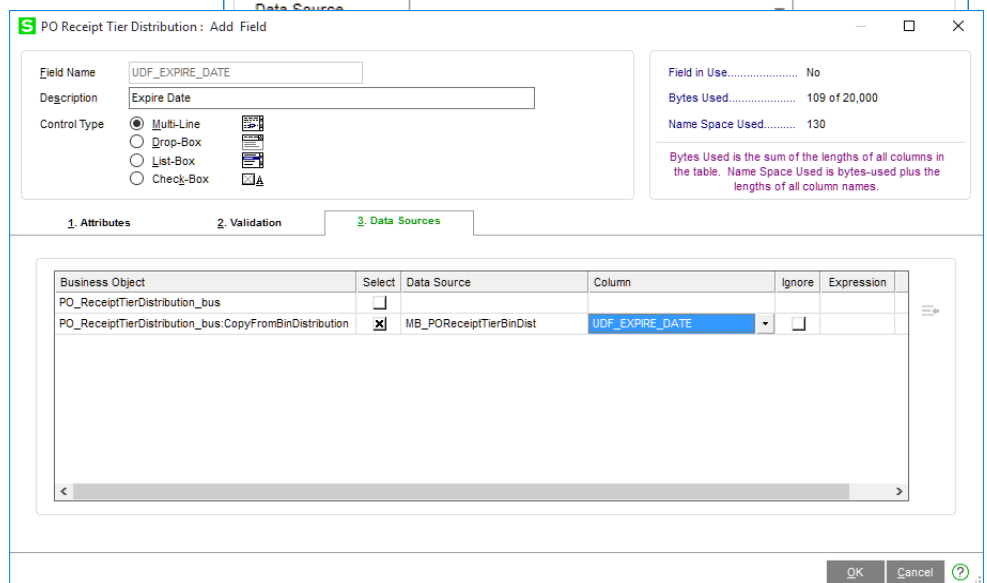 Data Source
S PO Receipt Tier Distribution : Add Field
Field Name UDF_EXPIRE_DATE
Description Expire Date
Control Type Multi-Line
Drop-Box
List-Box
Check-Box
Field in Use..................... No
Bytes Used.................... 109 of 20,000
Name Space Used.......... 130
Bytes Used is the sum of the lengths of all columns in
the table. Name Space Used is bytes-used plus the
lengths of all column names.
1. Attributes 2. Validation 3. Data Sources
Business Object Select Data Source Column Ignore Expression
PO_ReceiptTierDistribution_bus
PO_ReceiptTierDistribution_bus:CopyFromBinDistribution MB_POReceiptTierBinDist UDF_EXPIRE_DATE
OK Cancel ?